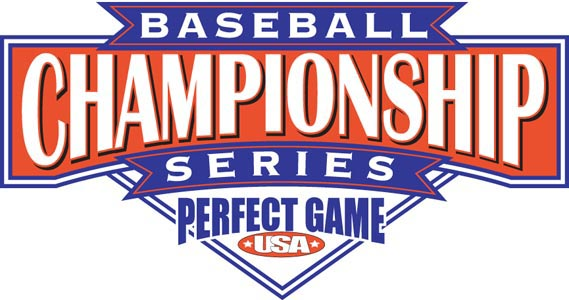 BASEBALL
CHAMPIONSHIP
SERIES
PERFECT GAME
USA